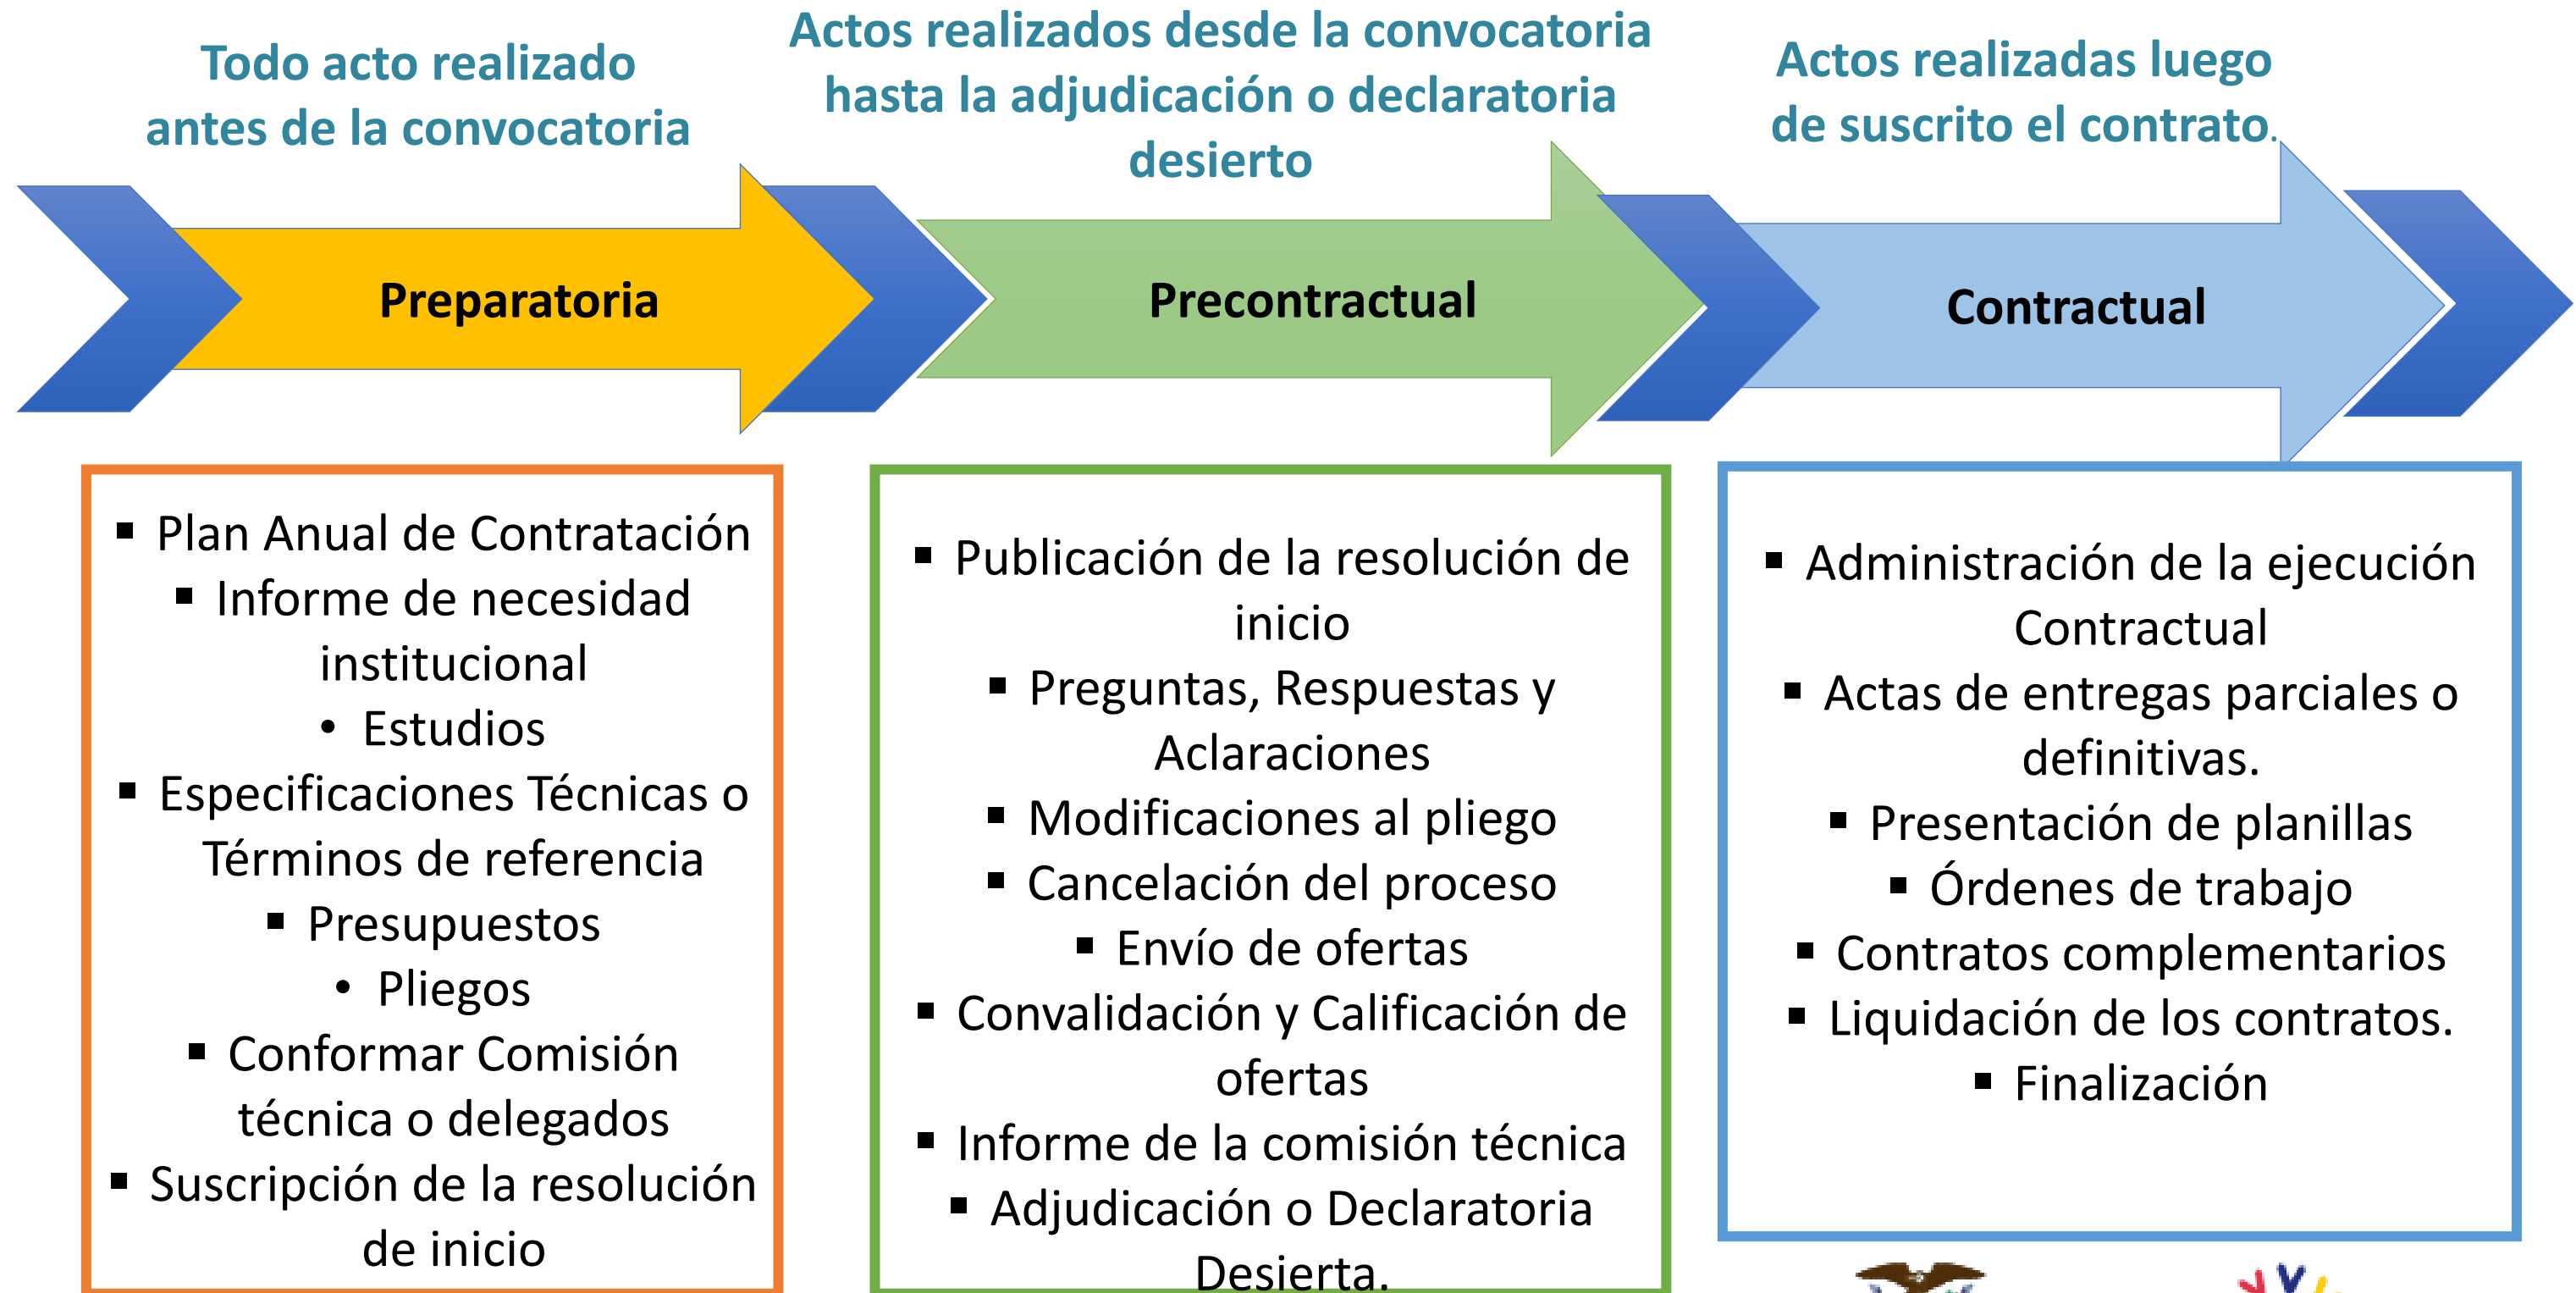 Todo acto realizado
antes de la convocatoria
Actos realizados desde la convocatoria
hasta la adjudicación o declaratoria
desierto
Actos realizadas luego
de suscrito el contrato.
Preparatoria
Precontractual
Contractual
▪ Plan Anual de Contratación
▪ Informe de necesidad
institucional
• Estudios
▪ Especificaciones Técnicas o
Términos de referencia
▪ Presupuestos
• Pliegos
▪ Conformar Comisión
técnica o delegados
▪ Suscripción de la resolución
de inicio
▪ Publicación de la resolución de
inicio
▪ Preguntas, Respuestas y
Aclaraciones
▪ Modificaciones al pliego
▪ Cancelación del proceso
▪ Envío de ofertas
▪ Convalidación y Calificación de
ofertas
▪ Informe de la comisión técnica
▪ Adjudicación o Declaratoria
Desierta.
▪ Administración de la ejecución
Contractual
▪ Actas de entregas parciales o
definitivas.
▪ Presentación de planillas
▪ Órdenes de trabajo
▪ Contratos complementarios
▪ Liquidación de los contratos.
▪ Finalización